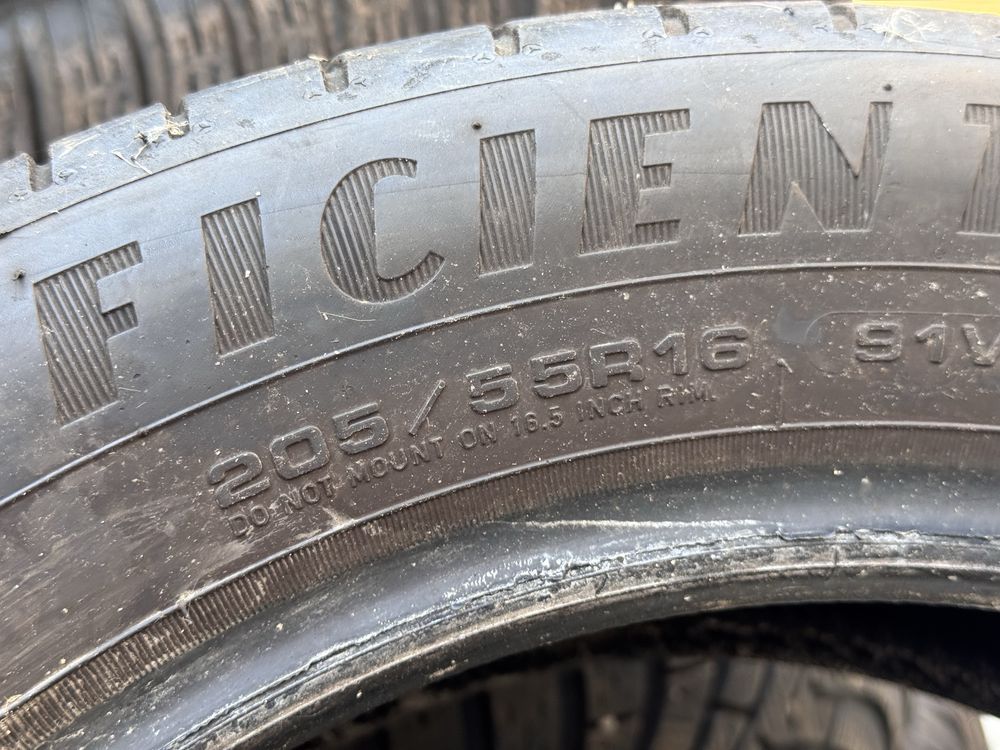 FICIENT
205/55R16 91V
DO NOT MOUNT ON 16.5 INCH RIM.